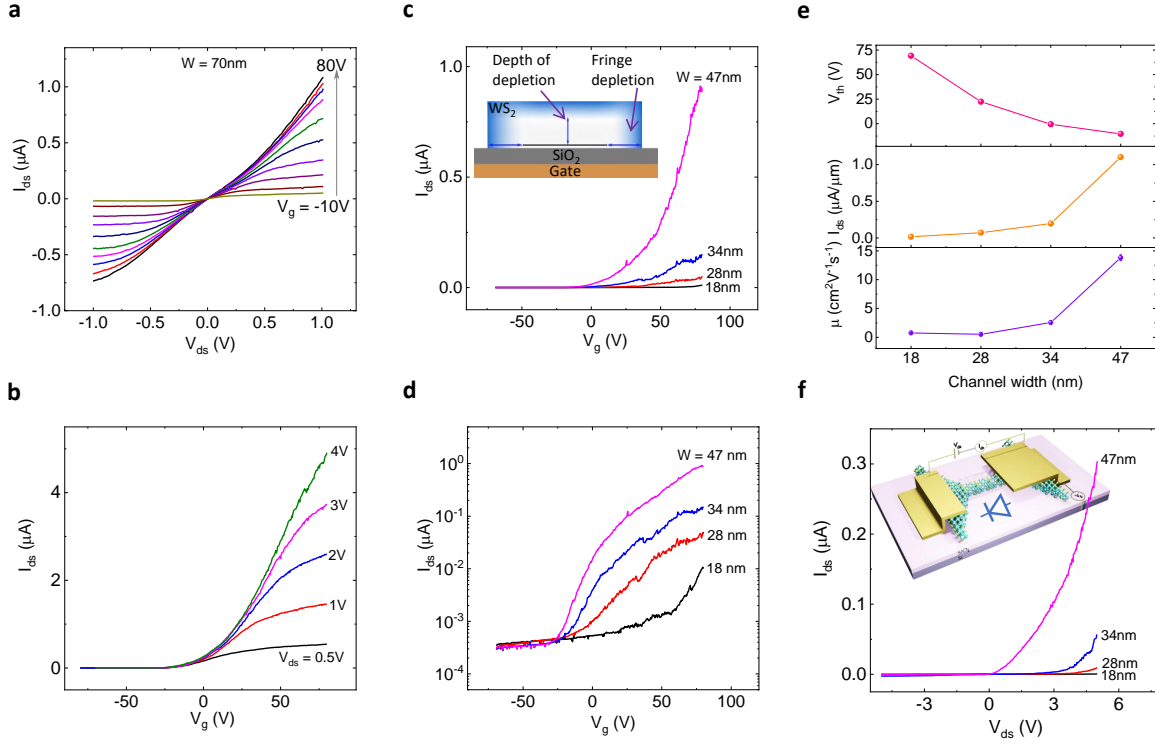 a
W = 70nm
80V
V_g = -10V
1.0
0.5
0.0
-0.5
-1.0
I_ds (μA)
-1.0
-0.5
0.0
0.5
1.0
V_ds (V)
b
4V
3V
2V
1V
V_ds = 0.5V
4
2
0
I_ds (μA)
-50
0
50
V_g (V)
c
Depth of
depletion
Fringe
depletion
W = 47nm
WS_2
SiO_2
Gate
34nm
28nm
18nm
1.0
0.5
0.0
I_ds (μA)
-50
0
50
100
V_g (V)
d
W = 47 nm
34 nm
28 nm
18 nm
10^0
10^-1
10^-2
10^-3
10^-4
I_ds (μA)
-50
0
50
100
V_g (V)
e
75
50
25
0
V_th (V)
1.0
0.5
0.0
I_ds (μA/μm)
15
10
5
0
μ (cm²V⁻¹s⁻¹)
18
28
34
47
Channel width (nm)
f
47nm
34nm
28nm
18nm
0.3
0.2
0.1
0.0
I_ds (μA)
-3
0
3
V_ds (V)